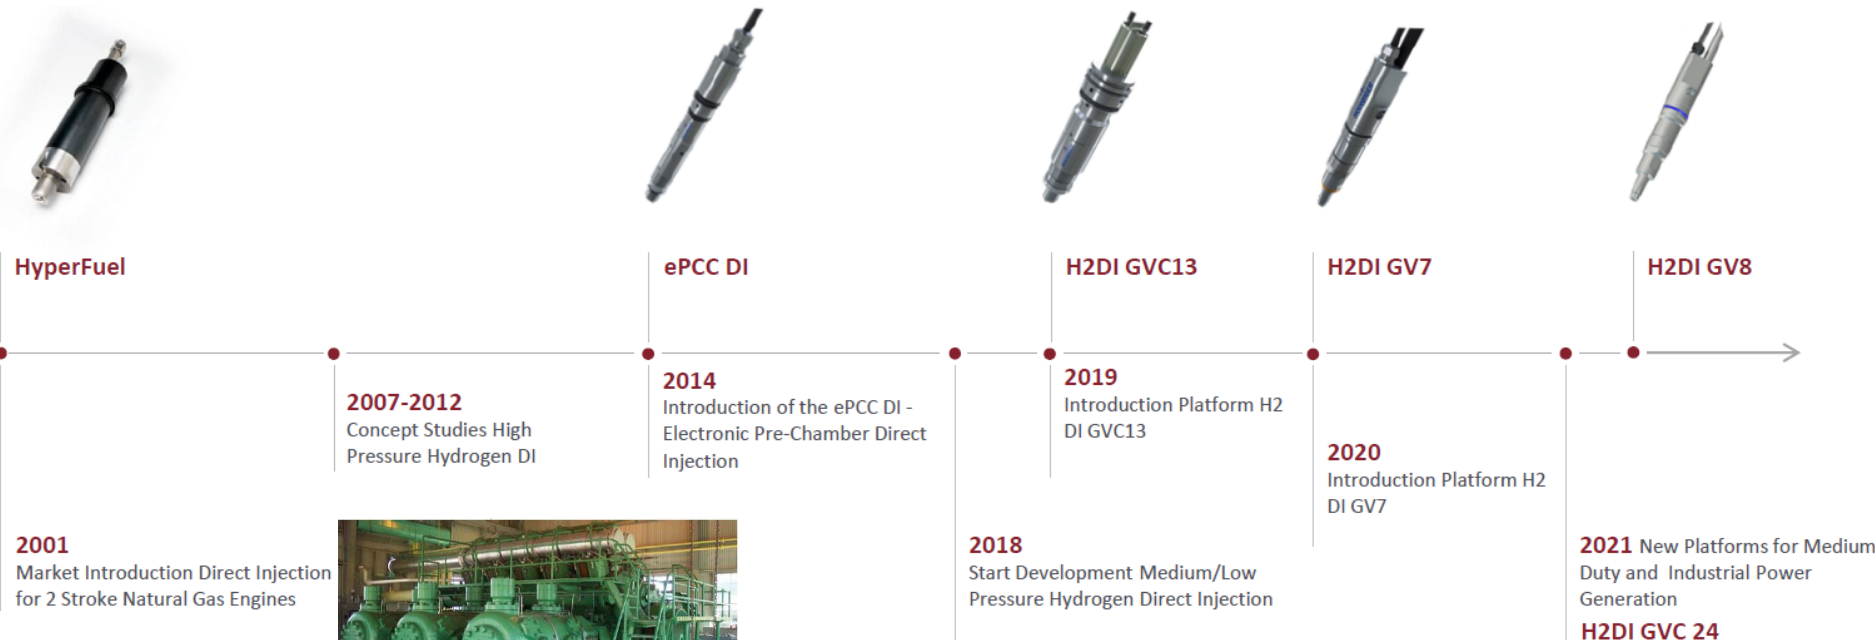 HyperFuel
ePCC DI
H2DI GVC13
H2DI GV7
H2DI GV8
2001
Market Introduction Direct Injection
for 2 Stroke Natural Gas Engines
2007-2012
Concept Studies High
Pressure Hydrogen DI
2014
Introduction of the ePCC DI -
Electronic Pre-Chamber Direct
Injection
2018
Start Development Medium/Low
Pressure Hydrogen Direct Injection
2019
Introduction Platform H2
DI GVC13
2020
Introduction Platform H2
DI GV7
2021 New Platforms for Medium
Duty and Industrial Power
Generation
H2DI GVC 24